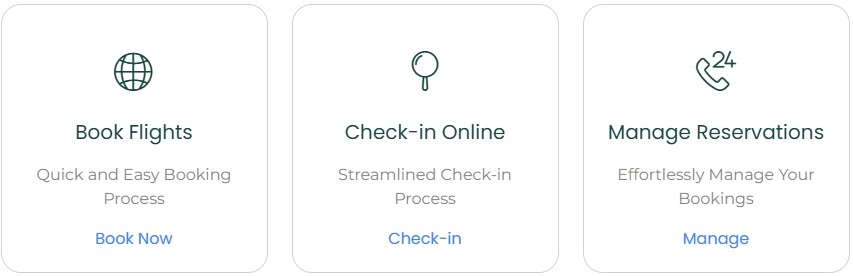 Book Flights
Quick and Easy Booking
Process
Book Now
Check-in Online
Streamlined Check-in
Process
Check-in
24
Manage Reservations
Effortlessly Manage Your
Bookings
Manage